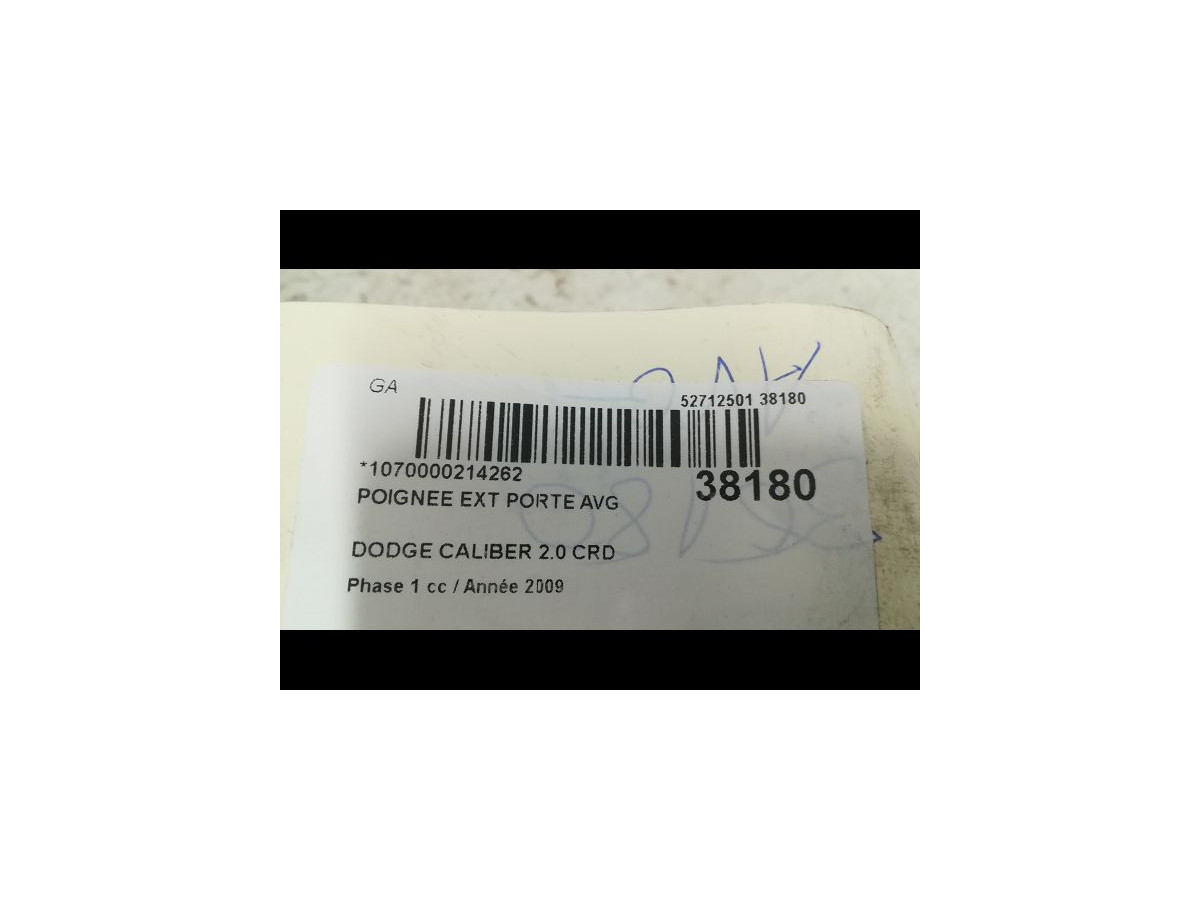 GA
52712501 38180
*1070000214262
38180
POIGNEE EXT PORTE AVG
DODGE CALIBER 2.0 CRD
Phase 1 cc / Année 2009